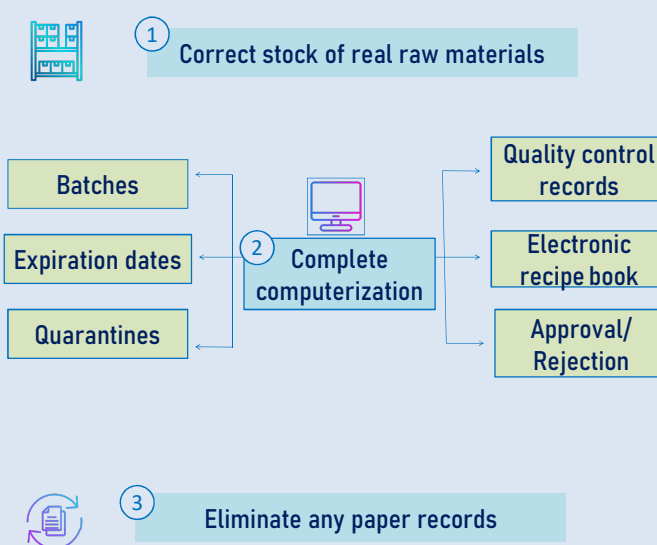 1
Correct stock of real raw materials
Batches
Expiration dates
Quarantines
2
Complete
computerization
Quality control
records
Electronic
recipe book
Approval/
Rejection
3
Eliminate any paper records